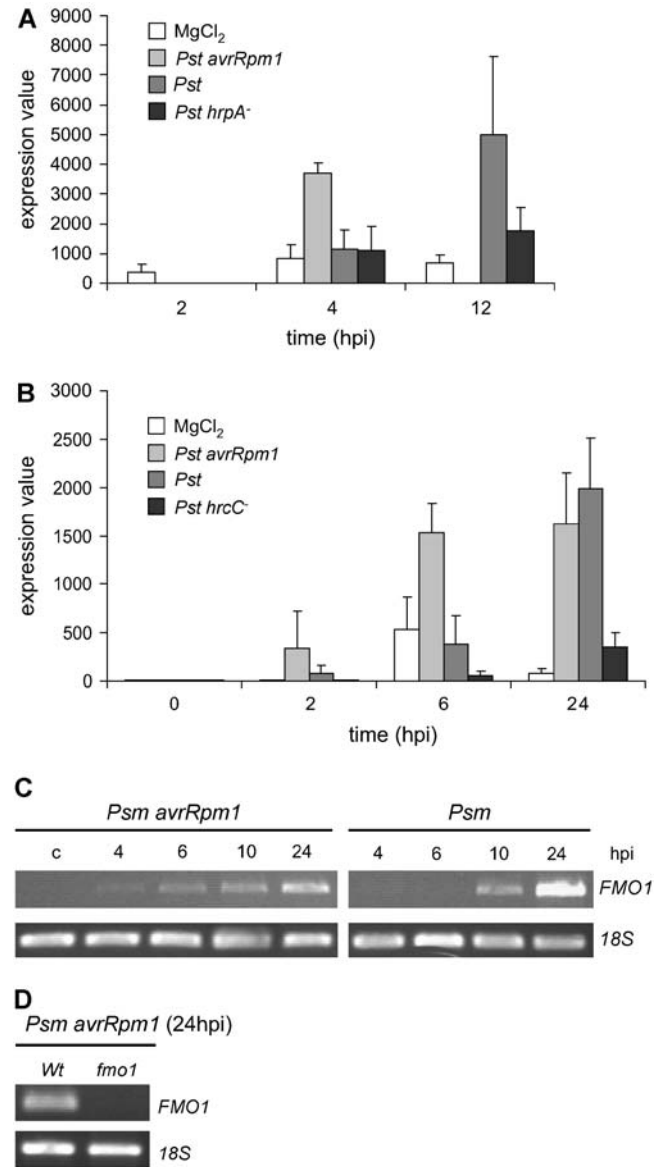 A
9000
8000
7000
6000
5000
4000
3000
2000
1000
0
expression value
MgCl2
Pst avrRpm1
Pst
Pst hrpA-
2 4 12
time (hpi)
B
3000
2500
2000
1500
1000
500
0
expression value
MgCl2
Pst avrRpm1
Pst
Pst hrcC-
0 2 6 24
time (hpi)
C
Psm avrRpm1 Psm
c 4 6 10 24 4 6 10 24 hpi
FMO1
18S
D
Psm avrRpm1 (24hpi)
Wt fmo1
FMO1
18S